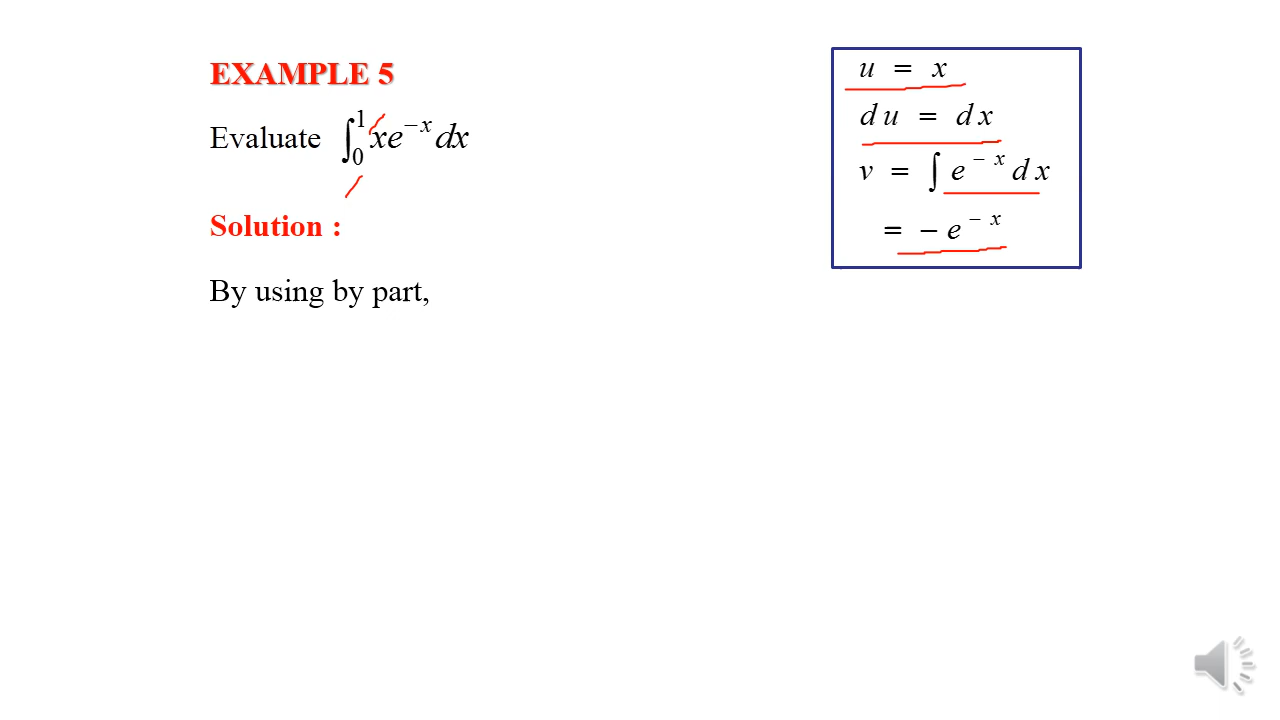 EXAMPLE 5
Evaluate ∫₀¹ xe⁻ˣ dx
Solution :
By using by part,
u = x
du = dx
v = ∫ e⁻ˣ dx
= − e⁻ˣ